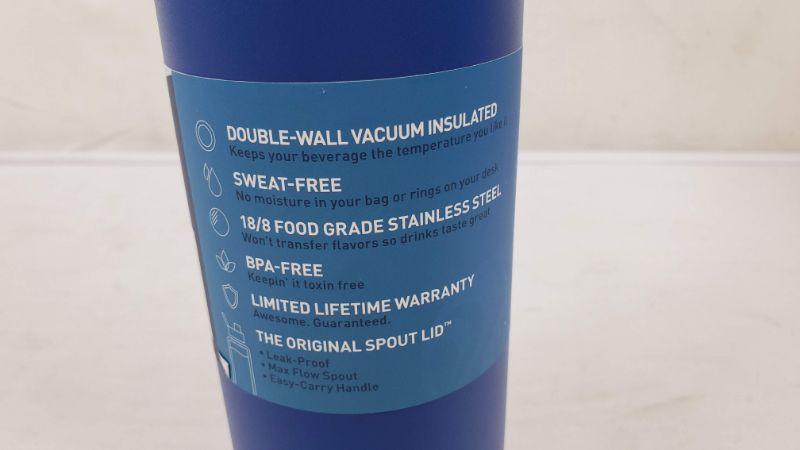 DOUBLE-WALL VACUUM INSULATED
Keeps your beverage the temperature you like it
SWEAT-FREE
No moisture in your bag or rings on your desk
18/8 FOOD GRADE STAINLESS STEEL
Won't transfer flavors so drinks taste great
BPA-FREE
Keepin' it toxin free
LIMITED LIFETIME WARRANTY
Awesome. Guaranteed.
THE ORIGINAL SPOUT LID™
• Leak-Proof
• Max Flow Spout
• Easy-Carry Handle